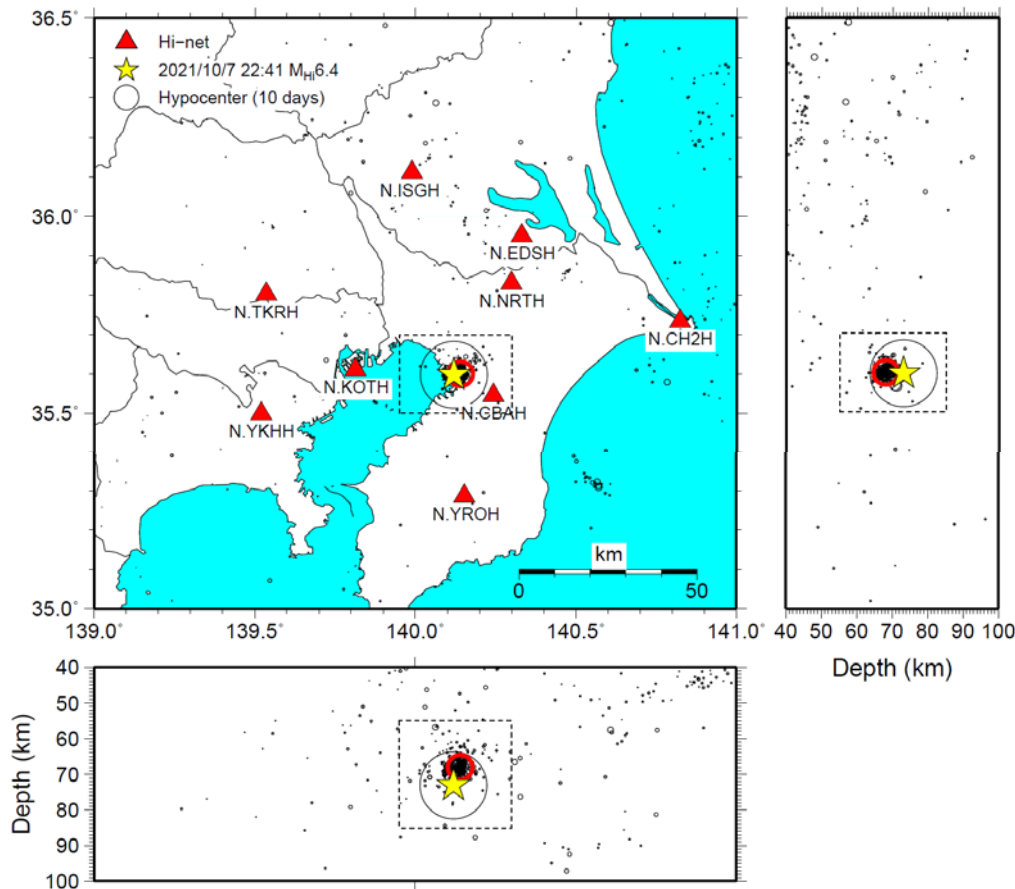 36.5°
36.0°
35.5°
35.0°
139.0°
139.5°
140.0°
140.5°
141.0°
Hi−net
2021/10/7 22:41 MHi6.4
Hypocenter (10 days)
N.ISGH
N.EDSH
N.NRTH
N.TKRH
N.CH2H
N.KOTH
N.CBAH
N.YKHH
N.YROH
km
0
50
40 50 60 70 80 90 100
Depth (km)
Depth (km)
40
50
60
70
80
90
100